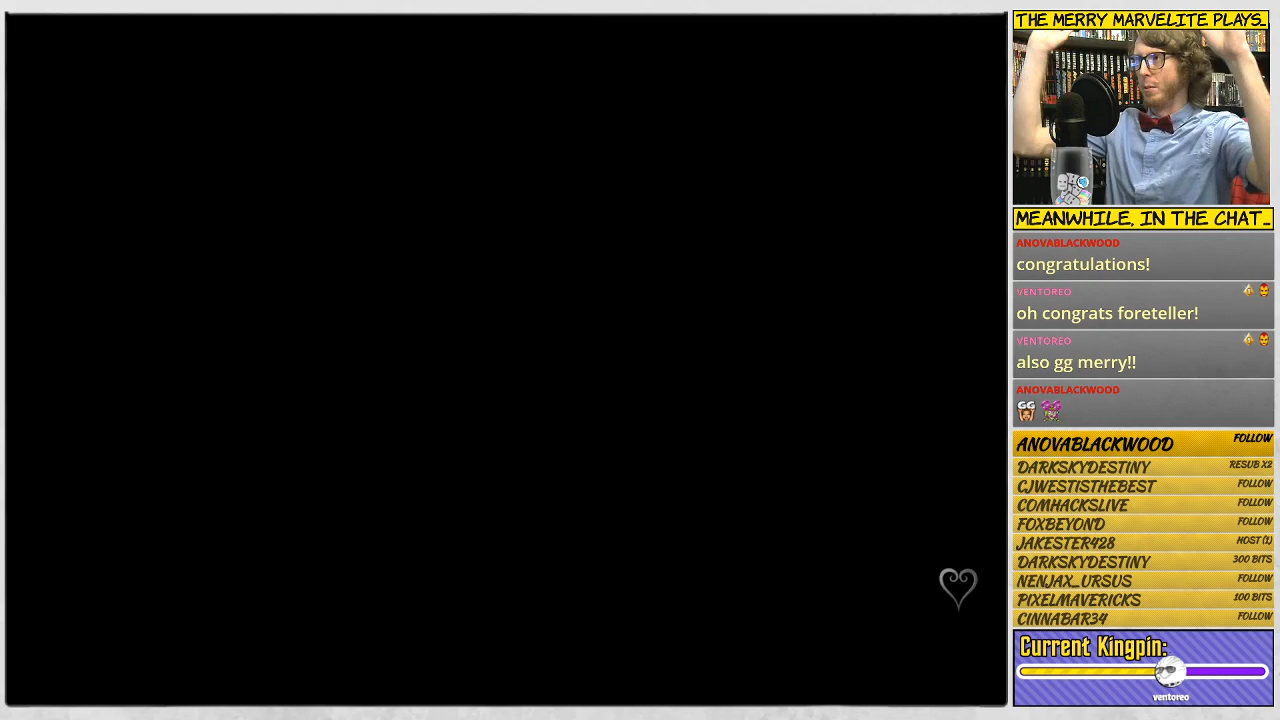 THE MERRY MARVELITE PLAYS...
MEANWHILE, IN THE CHAT...
ANOVABLACKWOOD
congratulations!
VENTOREO
oh congrats foreteller!
VENTOREO
also gg merry!!
ANOVABLACKWOOD
GG
ANOVABLACKWOOD FOLLOW
DARKSKYDESTINY RESUB X2
CJWESTISTHEBEST FOLLOW
COMHACKSLIVE FOLLOW
FOXBEYOND FOLLOW
JAKESTER428 HOST (1)
DARKSKYDESTINY 300 BITS
NENJAX_URSUS FOLLOW
PIXELMAVERICKS 100 BITS
CINNABAR34 FOLLOW
Current Kingpin:
ventoreo